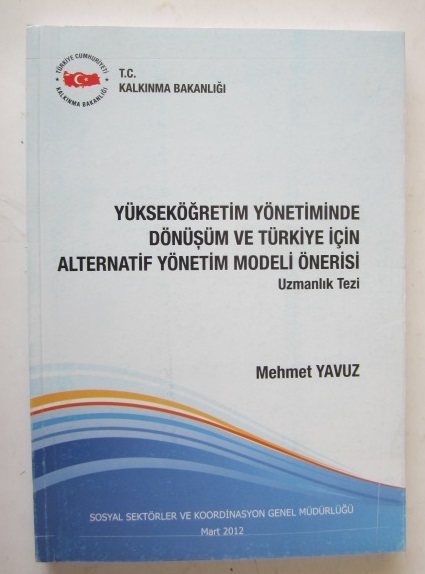 TÜRKİYE CUMHURİYETİ
KALKINMA BAKANLIĞI
T.C.
KALKINMA BAKANLIĞI
YÜKSEKÖĞRETİM YÖNETİMİNDE
DÖNÜŞÜM VE TÜRKİYE İÇİN
ALTERNATİF YÖNETİM MODELİ ÖNERİSİ
Uzmanlık Tezi
Mehmet YAVUZ
SOSYAL SEKTÖRLER VE KOORDİNASYON GENEL MÜDÜRLÜĞÜ
Mart 2012